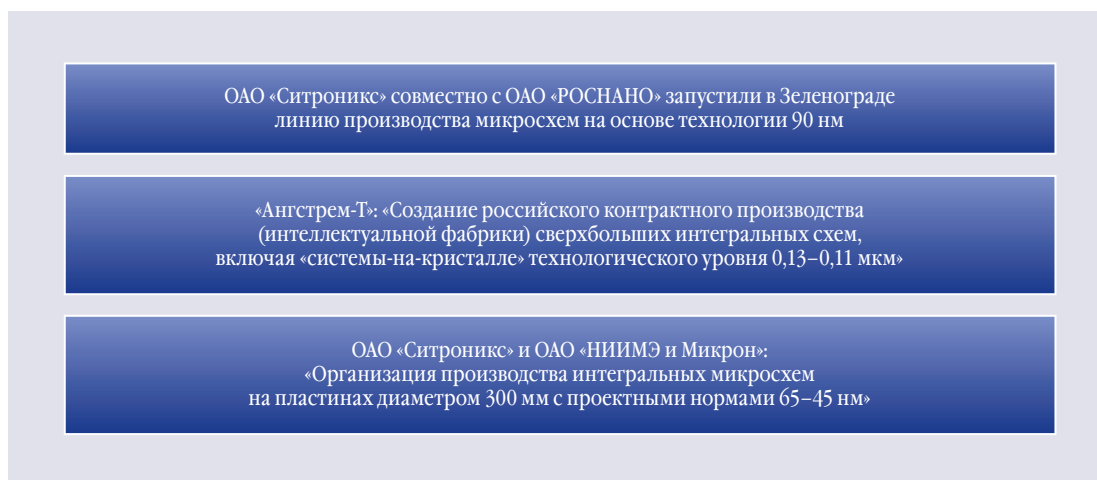 ОАО «Ситроникс» совместно с ОАО «РОСНАНО» запустили в Зеленограде
линию производства микросхем на основе технологии 90 нм
«Ангстрем-Т»: «Создание российского контрактного производства
(интеллектуальной фабрики) сверхбольших интегральных схем,
включая «системы-на-кристалле» технологического уровня 0,13–0,11 мкм»
ОАО «Ситроникс» и ОАО «НИИМЭ и Микрон»:
«Организация производства интегральных микросхем
на пластинах диаметром 300 мм с проектными нормами 65–45 нм»